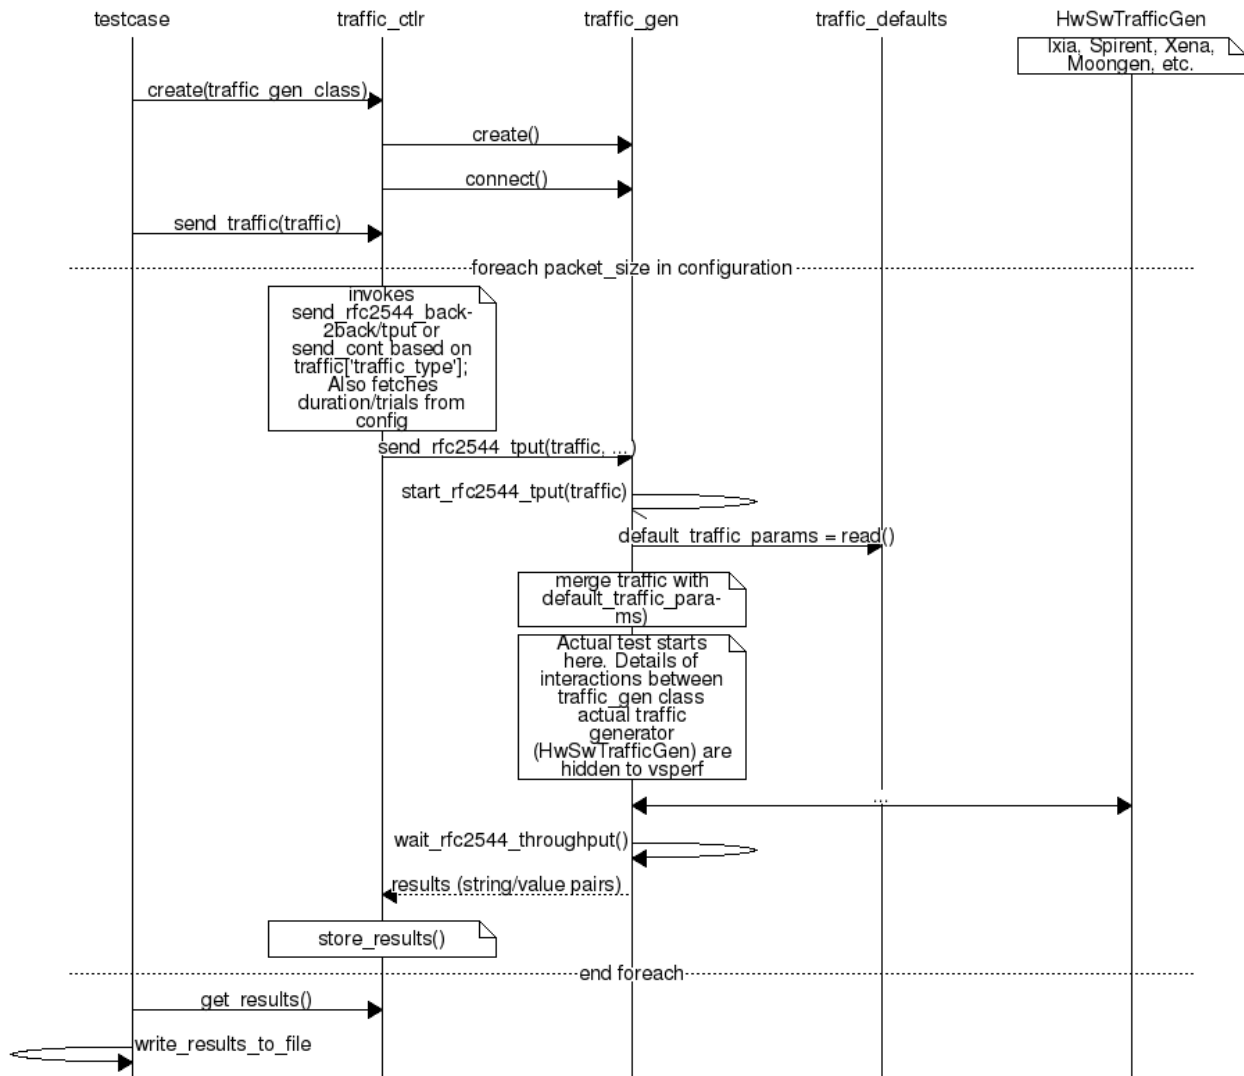 testcase
traffic_ctlr
traffic_gen
traffic_defaults
HwSwTrafficGen
Ixia, Spirent, Xena,
Moongen, etc.
create(traffic_gen_class)
create()
connect()
send_traffic(traffic)
foreach packet_size in configuration
invokes
send_rfc2544_back-
2back/tput or
send_cont based on
traffic['traffic_type'];
Also fetches
duration/trials from
config
send_rfc2544_tput(traffic, ...)
start_rfc2544_tput(traffic)
default_traffic_params = read()
merge traffic with
default_traffic_para-
ms)
Actual test starts
here. Details of
interactions between
traffic_gen class
actual traffic
generator
(HwSwTrafficGen) are
hidden to vsperf
...
wait_rfc2544_throughput()
results (string/value pairs)
store_results()
end foreach
get_results()
write_results_to_file